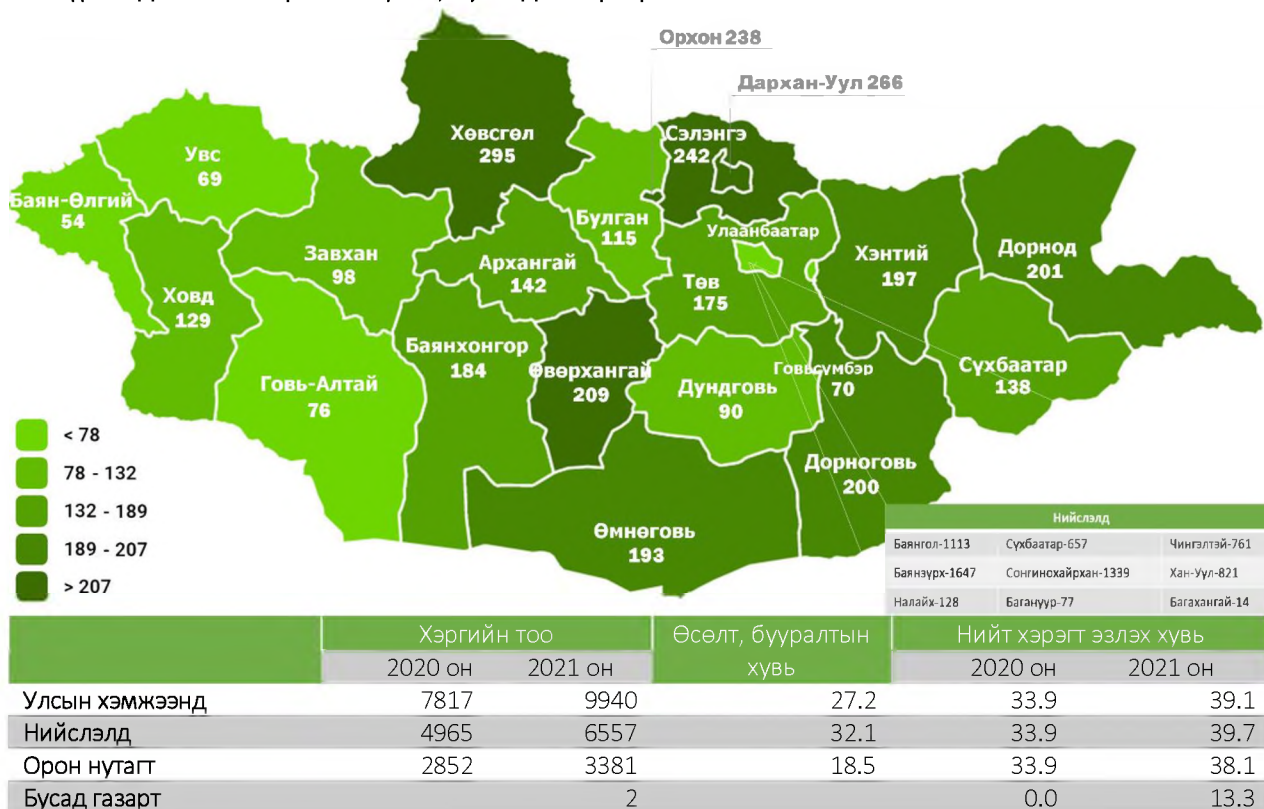 Орхон 238
Дархан-Уул 266
Хөвсгөл
295
Сэлэнгэ
242
Увс
69
Баян-Өлгий
54
Булган
115
Улаанбаатар
Хэнтий
197
Дорнод
201
Завхан
98
Архангай
142
Төв
175
Ховд
129
Баянхонгор
184
Өвөрхангай
209
Говь-Алтай
76
Дундговь
90
Говьсүмбэр
70
Сүхбаатар
138
Дорноговь
200
Өмнөговь
193
< 78
78 - 132
132 - 189
189 - 207
> 207
Нийслэлд
Баянгол-1113 Сүхбаатар-657 Чингэлтэй-761
Баянзүрх-1647 Сонгинохайрхан-1339 Хан-Уул-821
Налайх-128 Багануур-77 Багахангай-14
Хэргийн тоо Өсөлт, бууралтын хувь Нийт хэрэгт эзлэх хувь
2020 он 2021 он 2020 он 2021 он
Улсын хэмжээнд 7817 9940 27.2 33.9 39.1
Нийслэлд 4965 6557 32.1 33.9 39.7
Орон нутагт 2852 3381 18.5 33.9 38.1
Бусад газарт 2 0.0 13.3